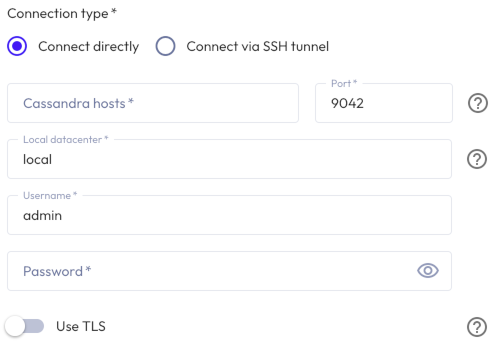 Connection type *
Connect directly Connect via SSH tunnel
Port *
Cassandra hosts * 9042 ?
Local datacenter *
local ?
Username *
admin
Password *
Use TLS ?